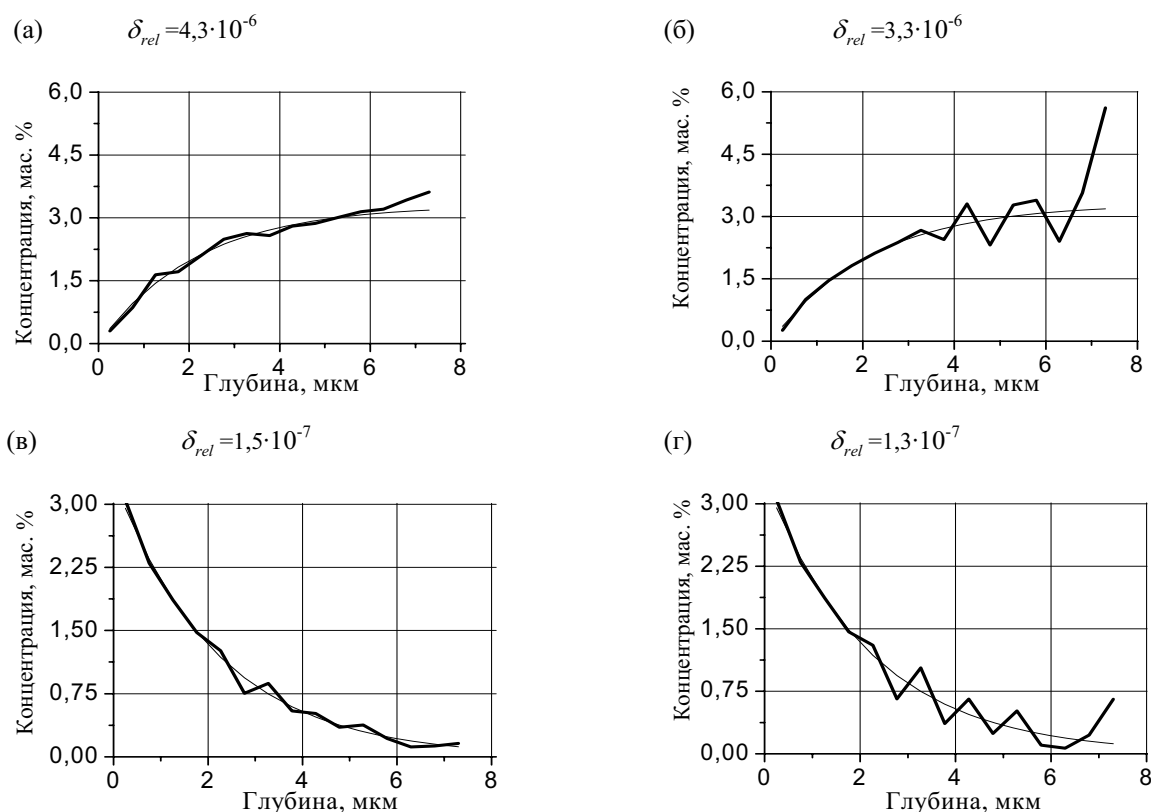 (а) δrel =4,3·10-6
6,0
4,5
3,0
1,5
0,0
0 2 4 6 8
Концентрация, мас. %
Глубина, мкм
(б) δrel =3,3·10-6
6,0
4,5
3,0
1,5
0,0
0 2 4 6 8
Концентрация, мас. %
Глубина, мкм
(в) δrel =1,5·10-7
3,00
2,25
1,50
0,75
0,00
0 2 4 6 8
Концентрация, мас. %
Глубина, мкм
(г) δrel =1,3·10-7
3,00
2,25
1,50
0,75
0,00
0 2 4 6 8
Концентрация, мас. %
Глубина, мкм